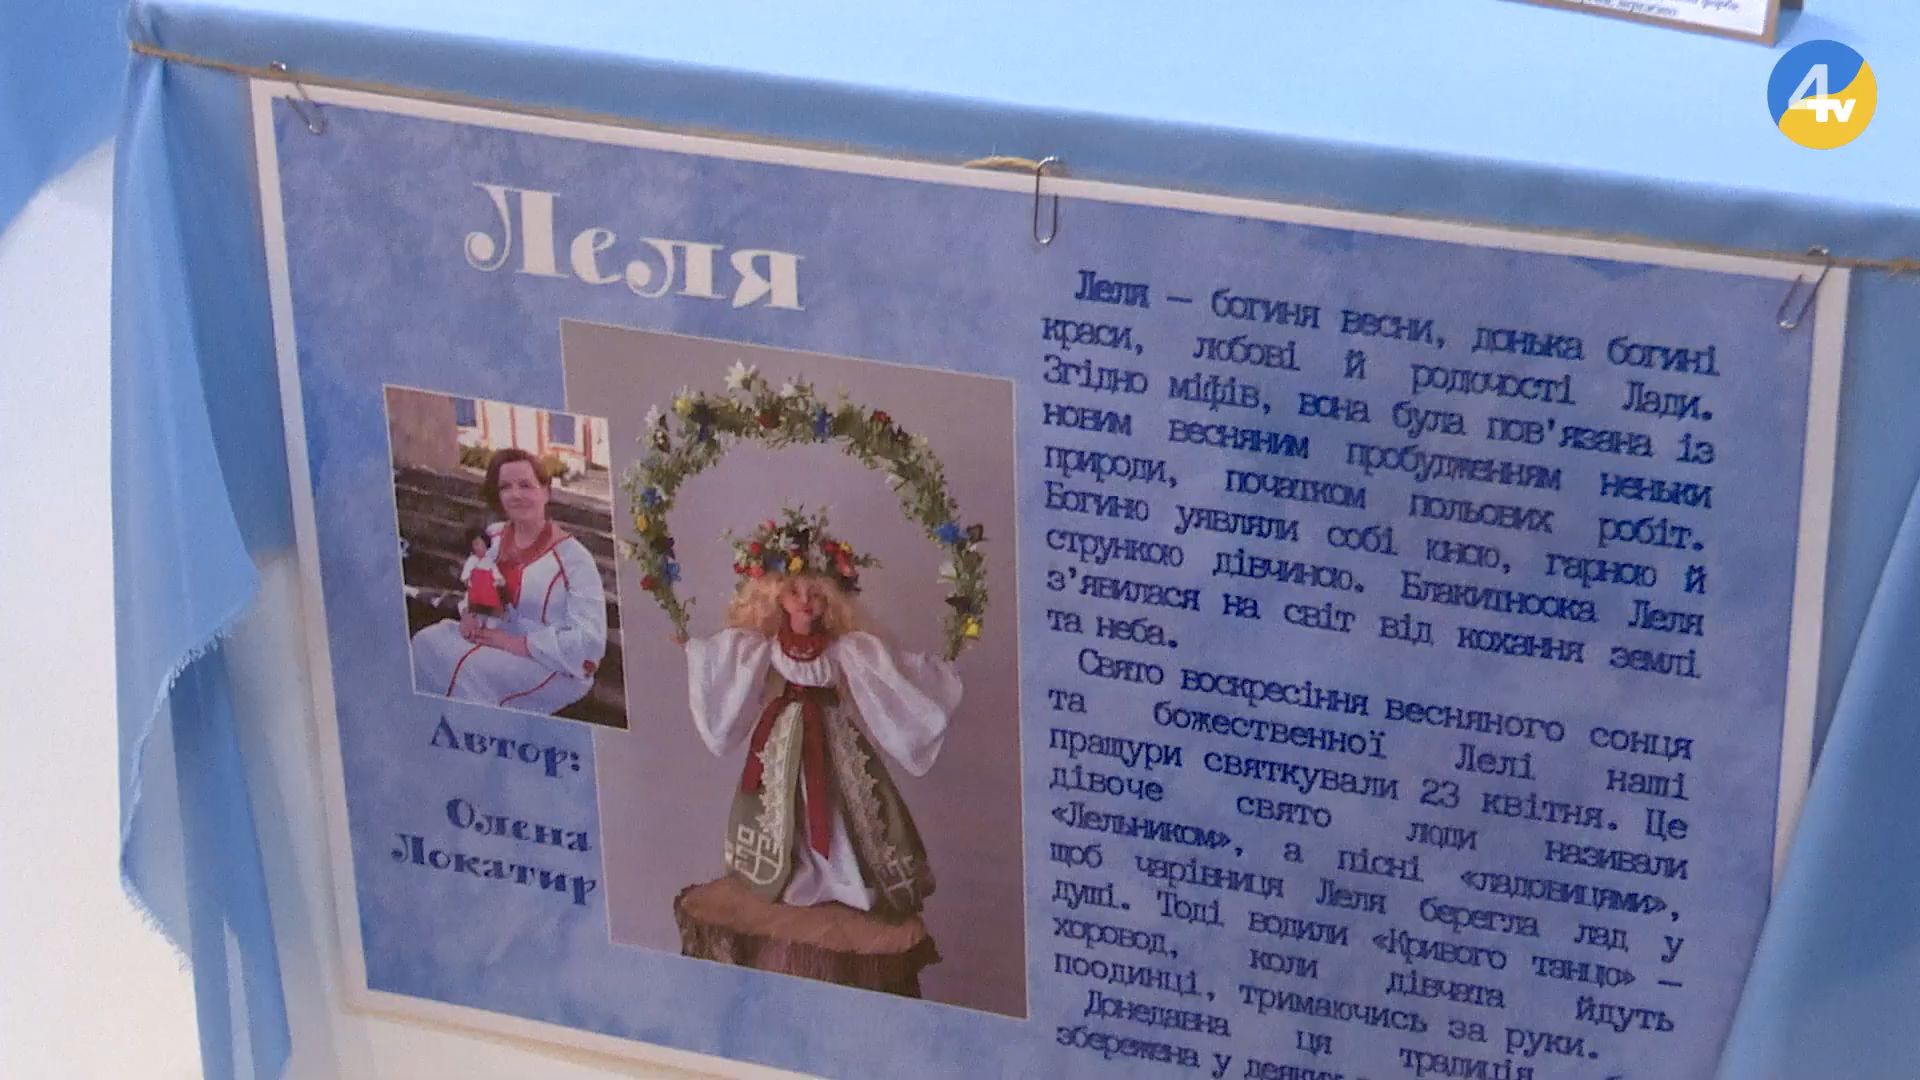 4tv
Леля
Леля — богиня весни, донька богині
краси, любові й родючості Лади.
Згідно міфів, вона була пов'язана із
новим весняним пробудженням неньки
природи, початком польових робіт.
Богиню уявляли собі юною, гарною й
стрункою дівчиною. Блакитноока Леля
з'явилася на світ від кохання землі
та неба.
Свято воскресіння весняного сонця
та божественної Лелі наші
пращури святкували 23 квітня. Це
дівоче свято люди називали
«Лельником», а пісні «ладовицями»,
щоб чарівниця Леля берегла лад у
душі. Тоді водили «Кривого танцю» —
хоровод, коли дівчата йдуть
поодинці, тримаючись за руки.
Донедавна ця традиція
збережена у деяких
Автор:
Олена
Локатир